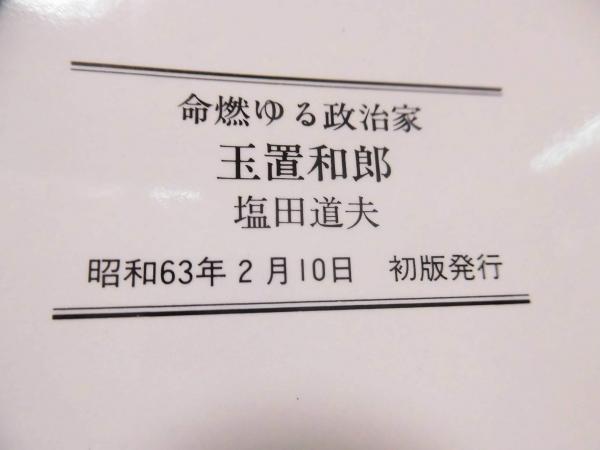 命燃ゆる政治家
玉置和郎
塩田道夫
昭和63年2月10日　初版発行